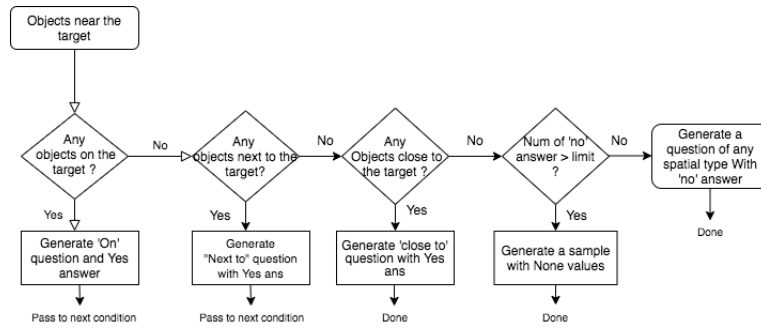 Objects near the
target
Any
objects on the
target ?
No
Any
objects next to the
target?
No
Any
Objects close to
the target ?
No
Num of 'no'
answer > limit
?
No
Generate a
question of any
spatial type With
'no' answer
Yes
Yes
Yes
Yes
Done
Generate 'On'
question and Yes
answer
Generate
"Next to" question
with Yes ans
Generate 'close to'
question with Yes
ans
Generate a sample
with None values
Pass to next condition
Pass to next condition
Done
Done